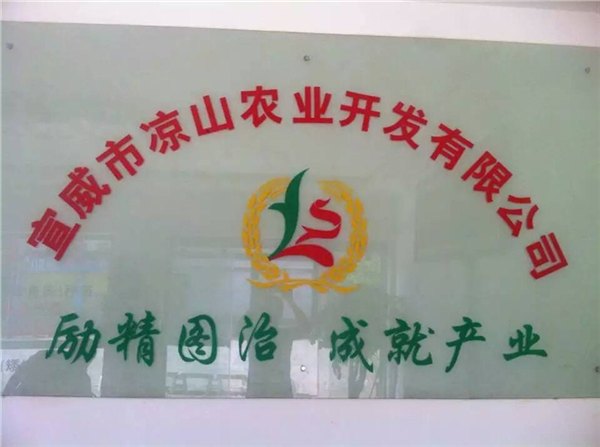 宣威市凉山农业开发有限公司
LS
励精图治 成就产业